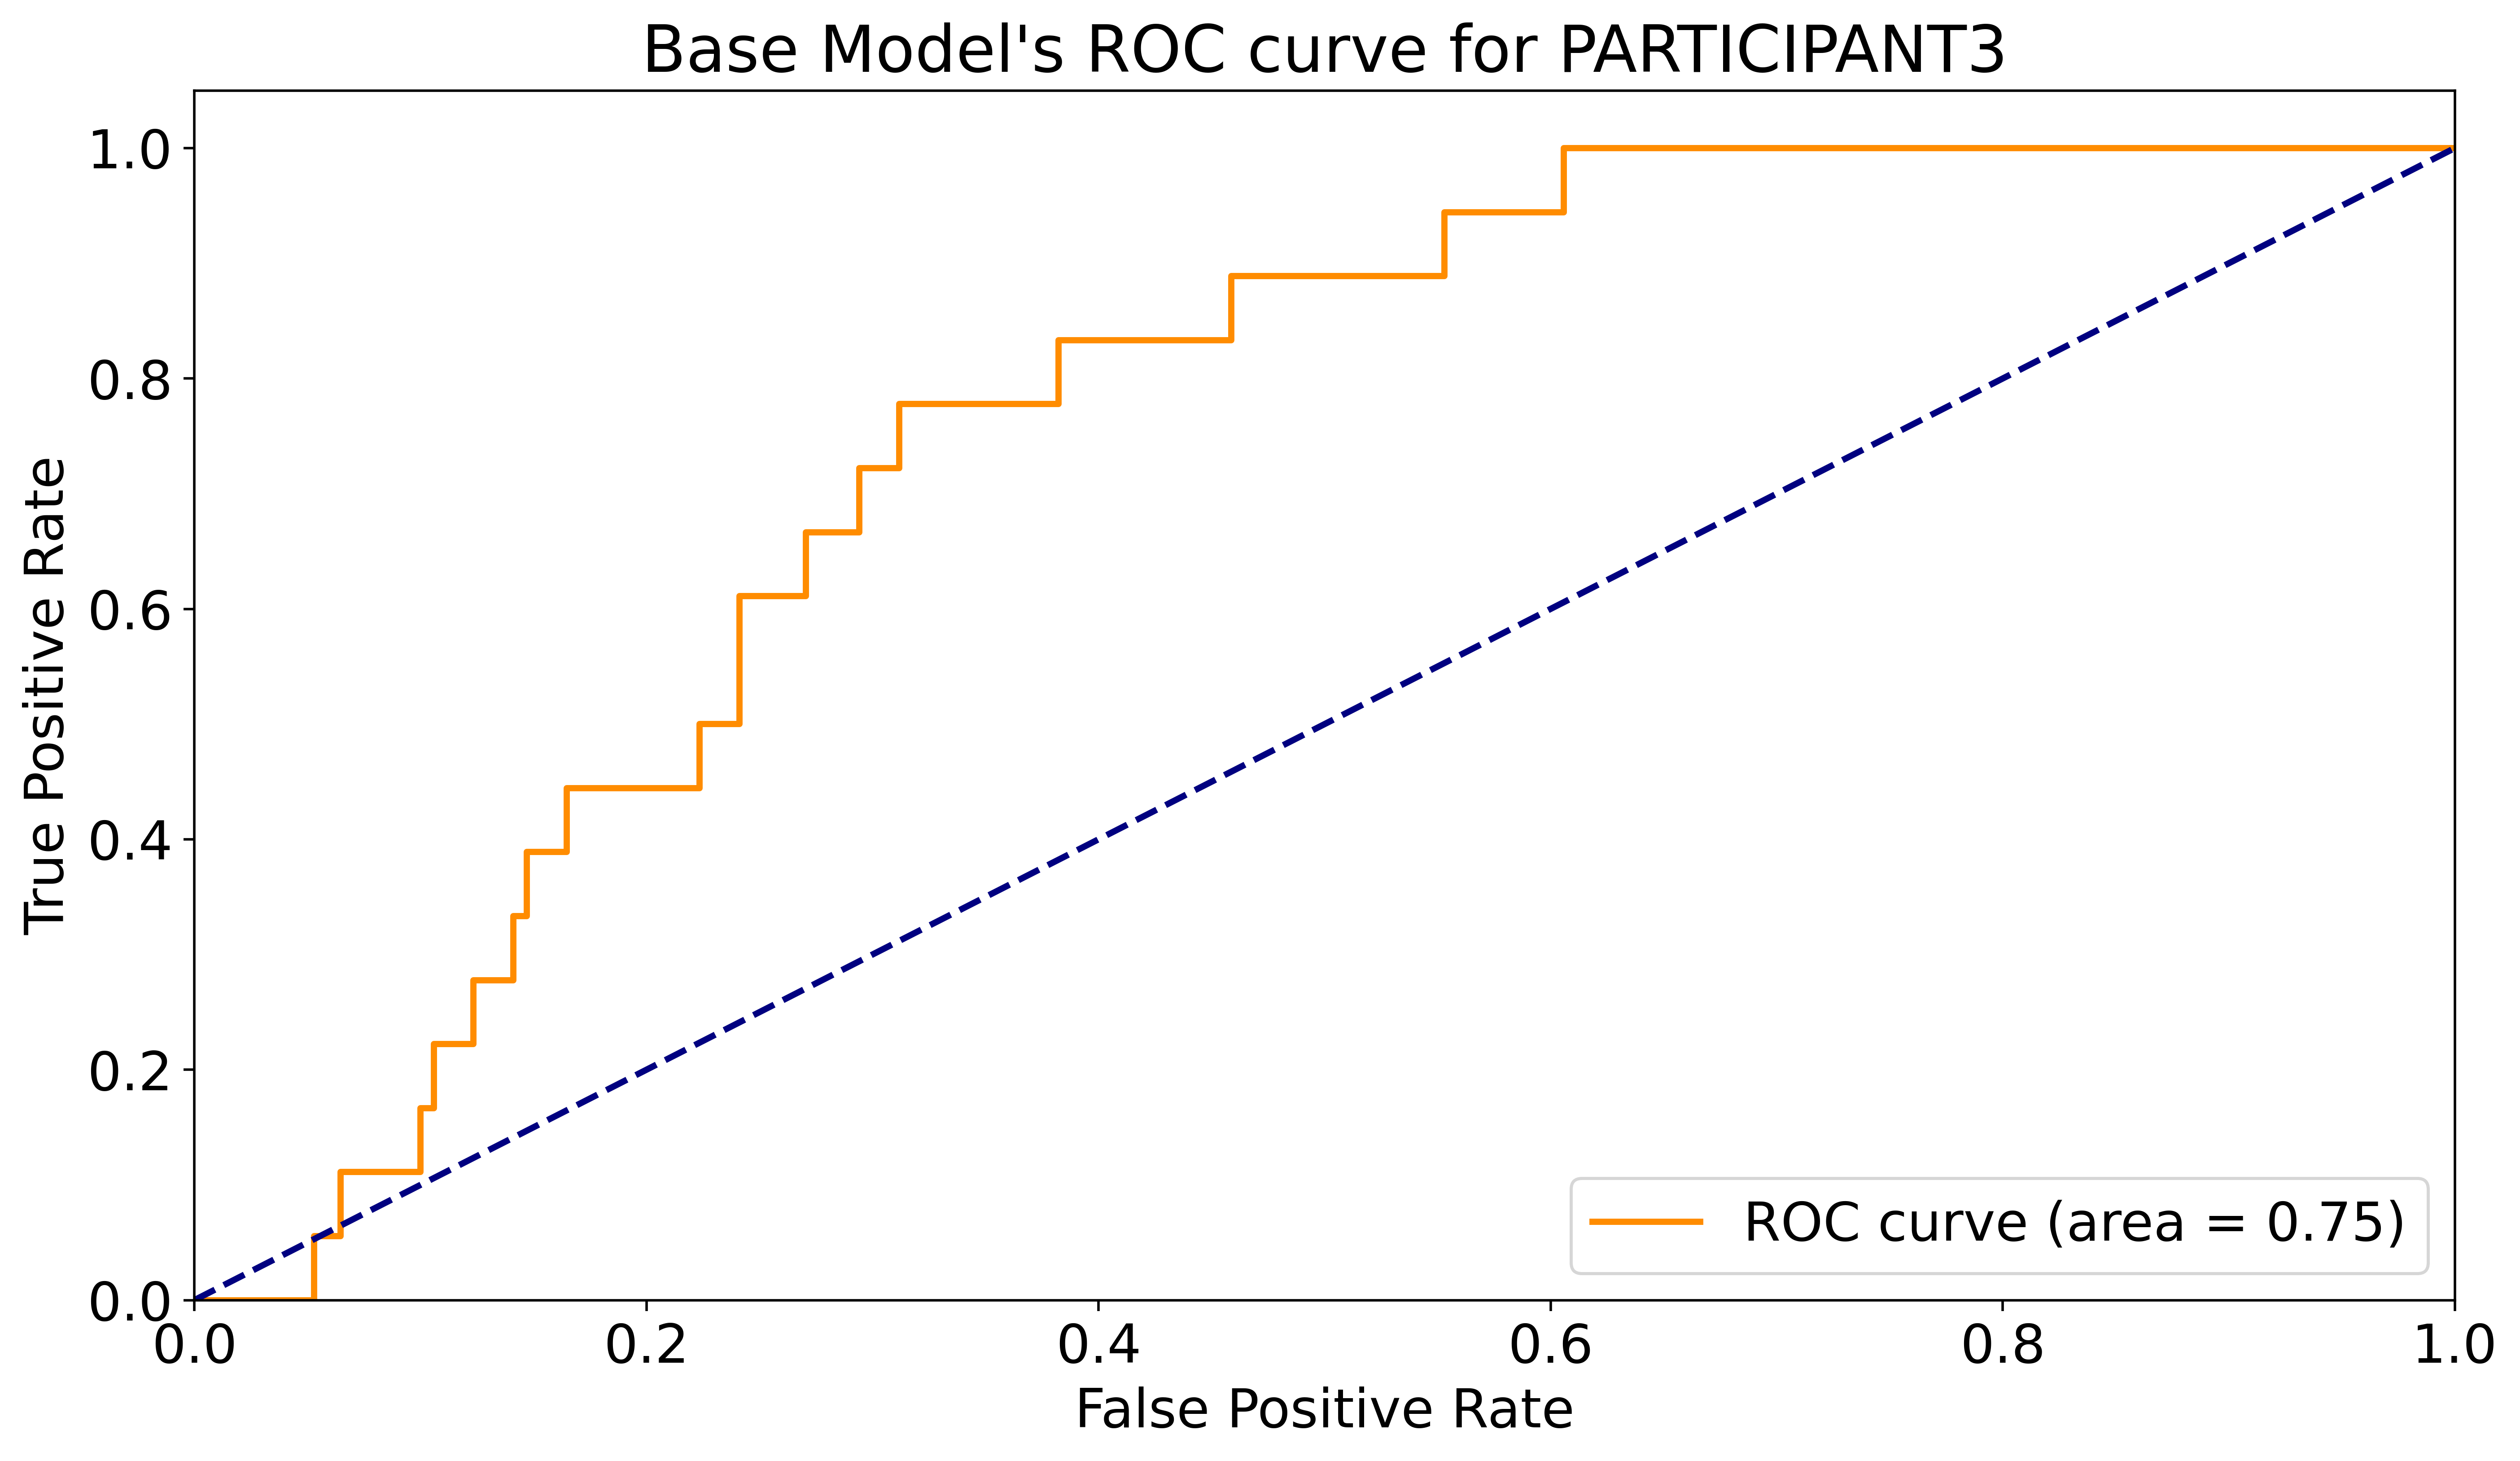 Base Model's ROC curve for PARTICIPANT3
1.0
0.8
0.6
0.4
0.2
0.0
True Positive Rate
ROC curve (area = 0.75)
0.0 0.2 0.4 0.6 0.8 1.0
False Positive Rate